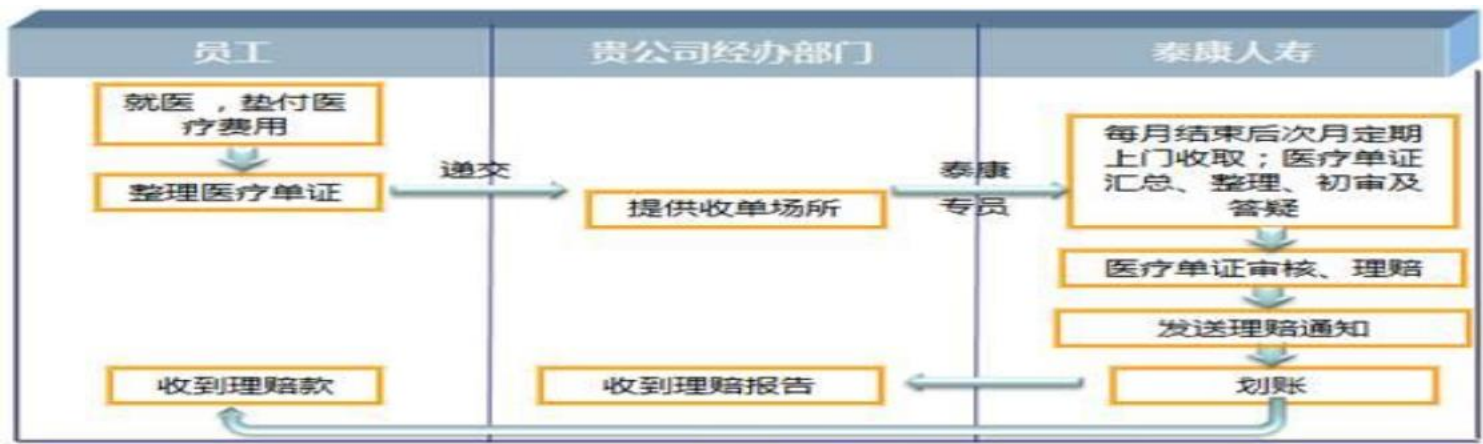 员工
贵公司经办部门
泰康人寿
就医，垫付医
疗费用
整理医疗单证
递交
提供收单场所
泰康
专员
每月结束后次月定期
上门收取；医疗单证
汇总、整理、初审及
答疑
医疗单证审核、理赔
发送理赔通知
划账
收到理赔报告
收到理赔款